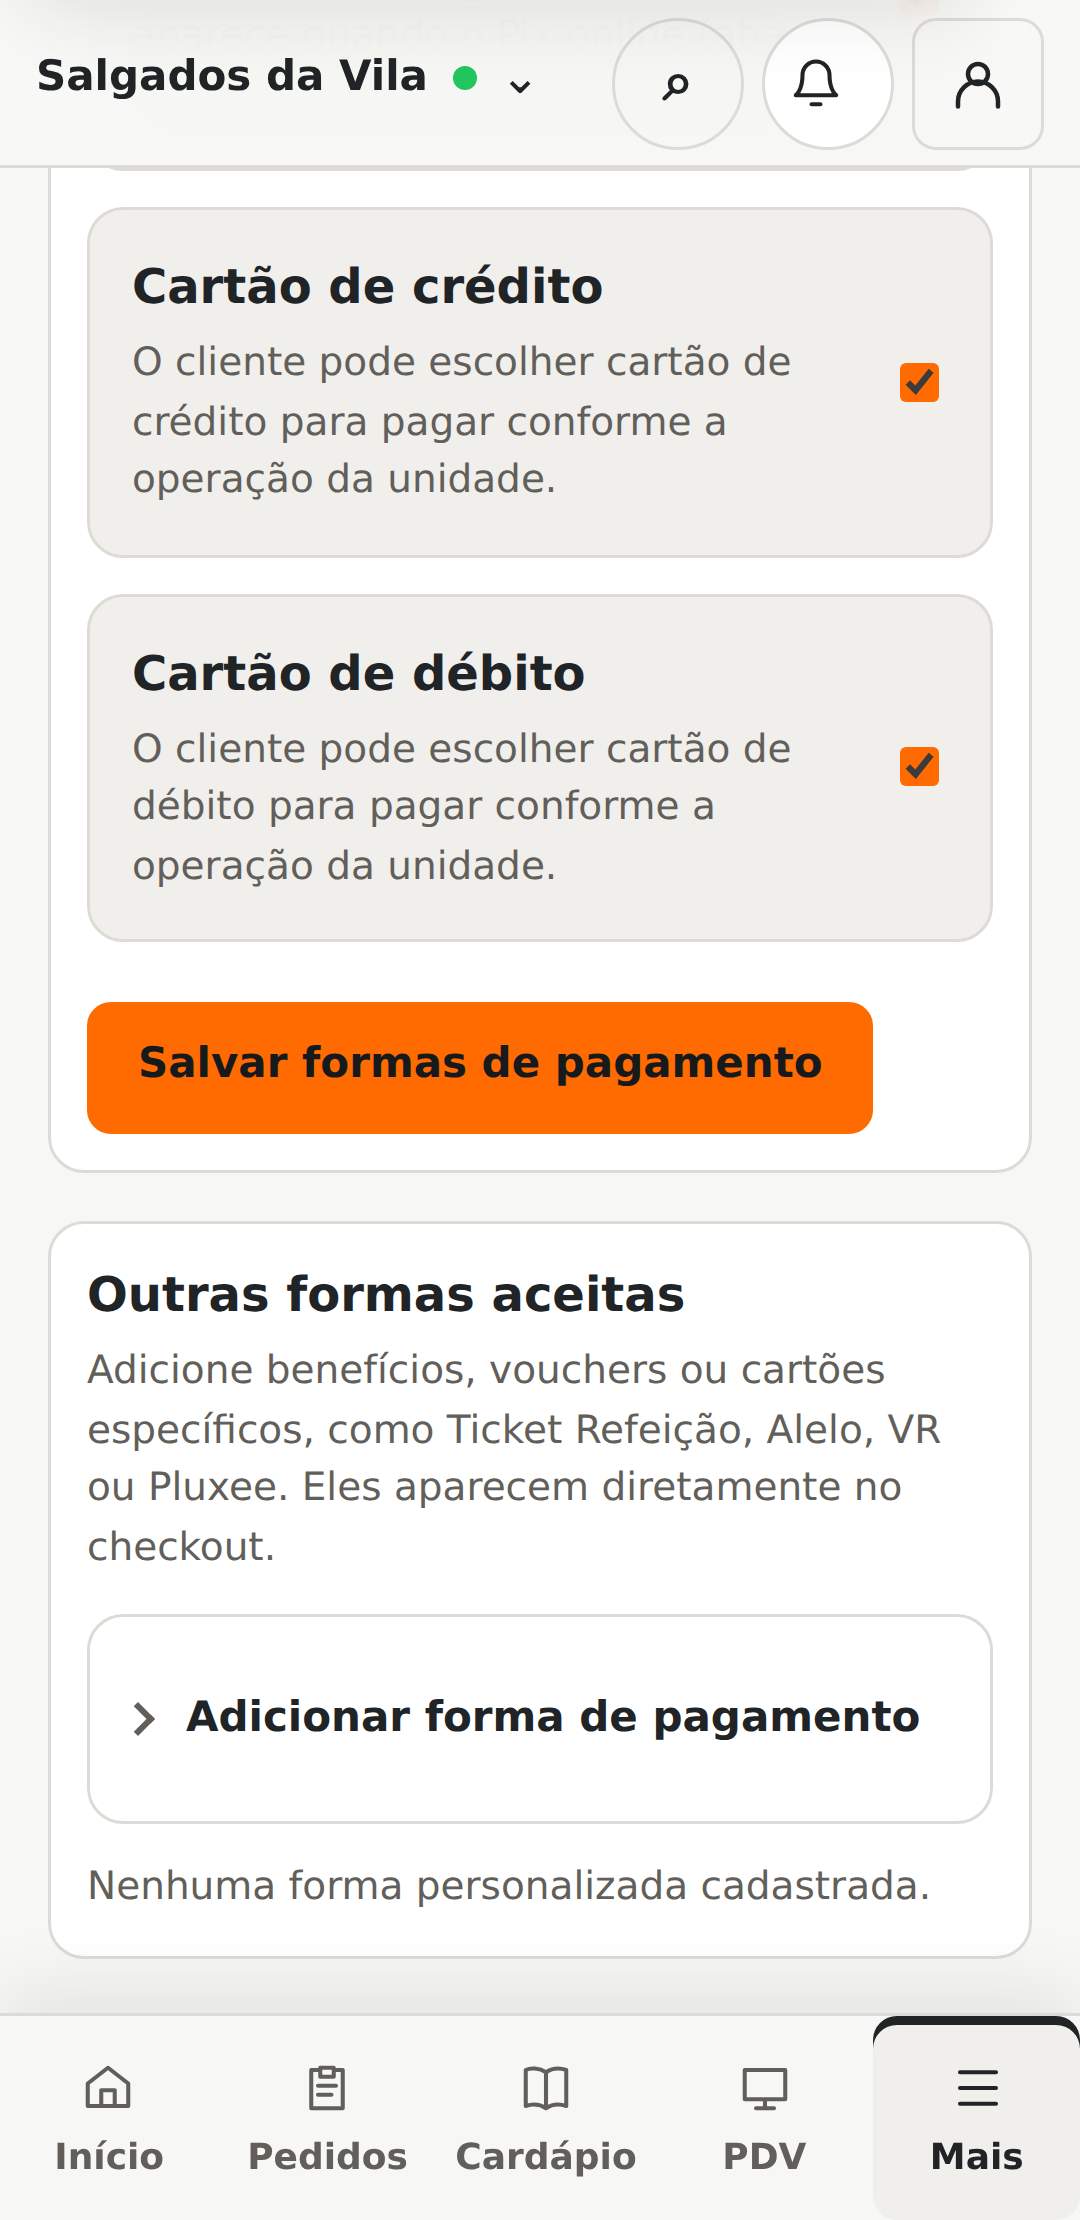 Salgados da Vila
Cartão de crédito
O cliente pode escolher cartão de
crédito para pagar conforme a
operação da unidade.
Cartão de débito
O cliente pode escolher cartão de
débito para pagar conforme a
operação da unidade.
Salvar formas de pagamento
Outras formas aceitas
Adicione benefícios, vouchers ou cartões
específicos, como Ticket Refeição, Alelo, VR
ou Pluxee. Eles aparecem diretamente no
checkout.
Adicionar forma de pagamento
Nenhuma forma personalizada cadastrada.
Início
Pedidos
Cardápio
PDV
Mais